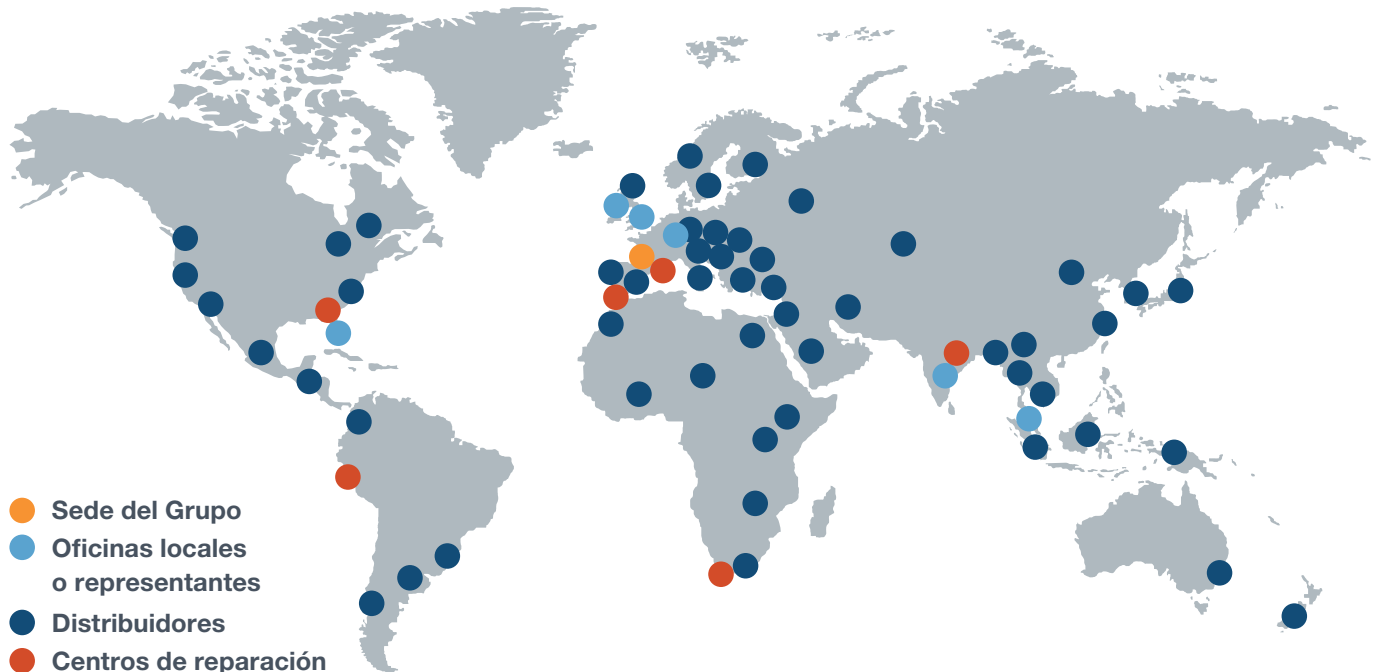 Sede del Grupo
Oficinas locales
o representantes
Distribuidores
Centros de reparación